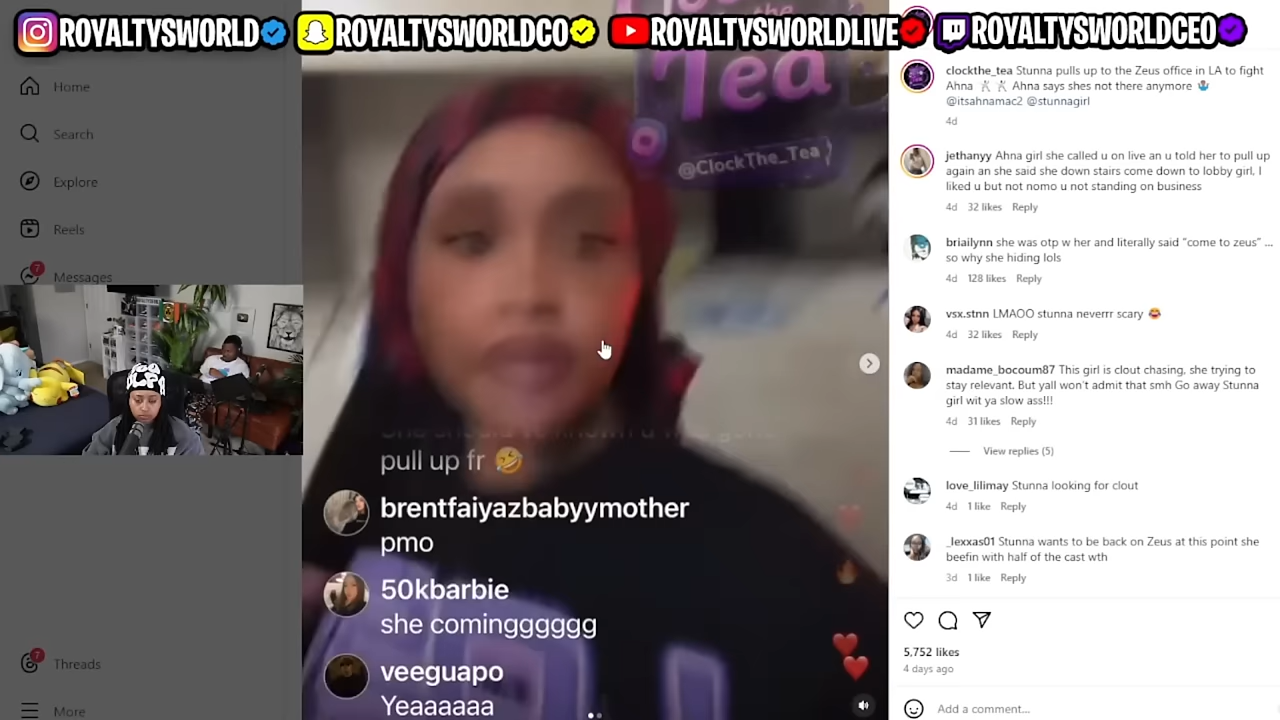 ROYALTYSWORLD
ROYALTYSWORLDCO
ROYALTYSWORLDLIVE
ROYALTYSWORLDCEO
Home
Search
Explore
Reels
7
Messages
7
Threads
More
the
Tea
@ClockThe_Tea
pull up fr 🤣
brentfaiyazbabyymother
pmo
50kbarbie
she comingggggg
veeguapo
Yeaaaaaa
clockthe_tea Stunna pulls up to the Zeus office in LA to fight
Ahna 🤺 🤺 Ahna says shes not there anymore 🤷
@itsahnamac2 @stunnagirl
4d
jethanyy Ahna girl she called u on live an u told her to pull up
again an she said she down stairs come down to lobby girl. I
liked u but not nomo u not standing on business
4d 32 likes Reply
briailynn she was otp w her and literally said “come to zeus” ...
so why she hiding lols
4d 128 likes Reply
vsx.stnn LMAOO stunna neverrr scary 😂
4d 32 likes Reply
madame_bocoum87 This girl is clout chasing, she trying to
stay relevant. But yall won’t admit that smh Go away Stunna
girl wit ya slow ass!!!
4d 31 likes Reply
View replies (5)
love_lilimay Stunna looking for clout
4d 1 like Reply
_lexxas01 Stunna wants to be back on Zeus at this point she
beefin with half of the cast wth
3d 1 like Reply
5,752 likes
4 days ago
Add a comment...